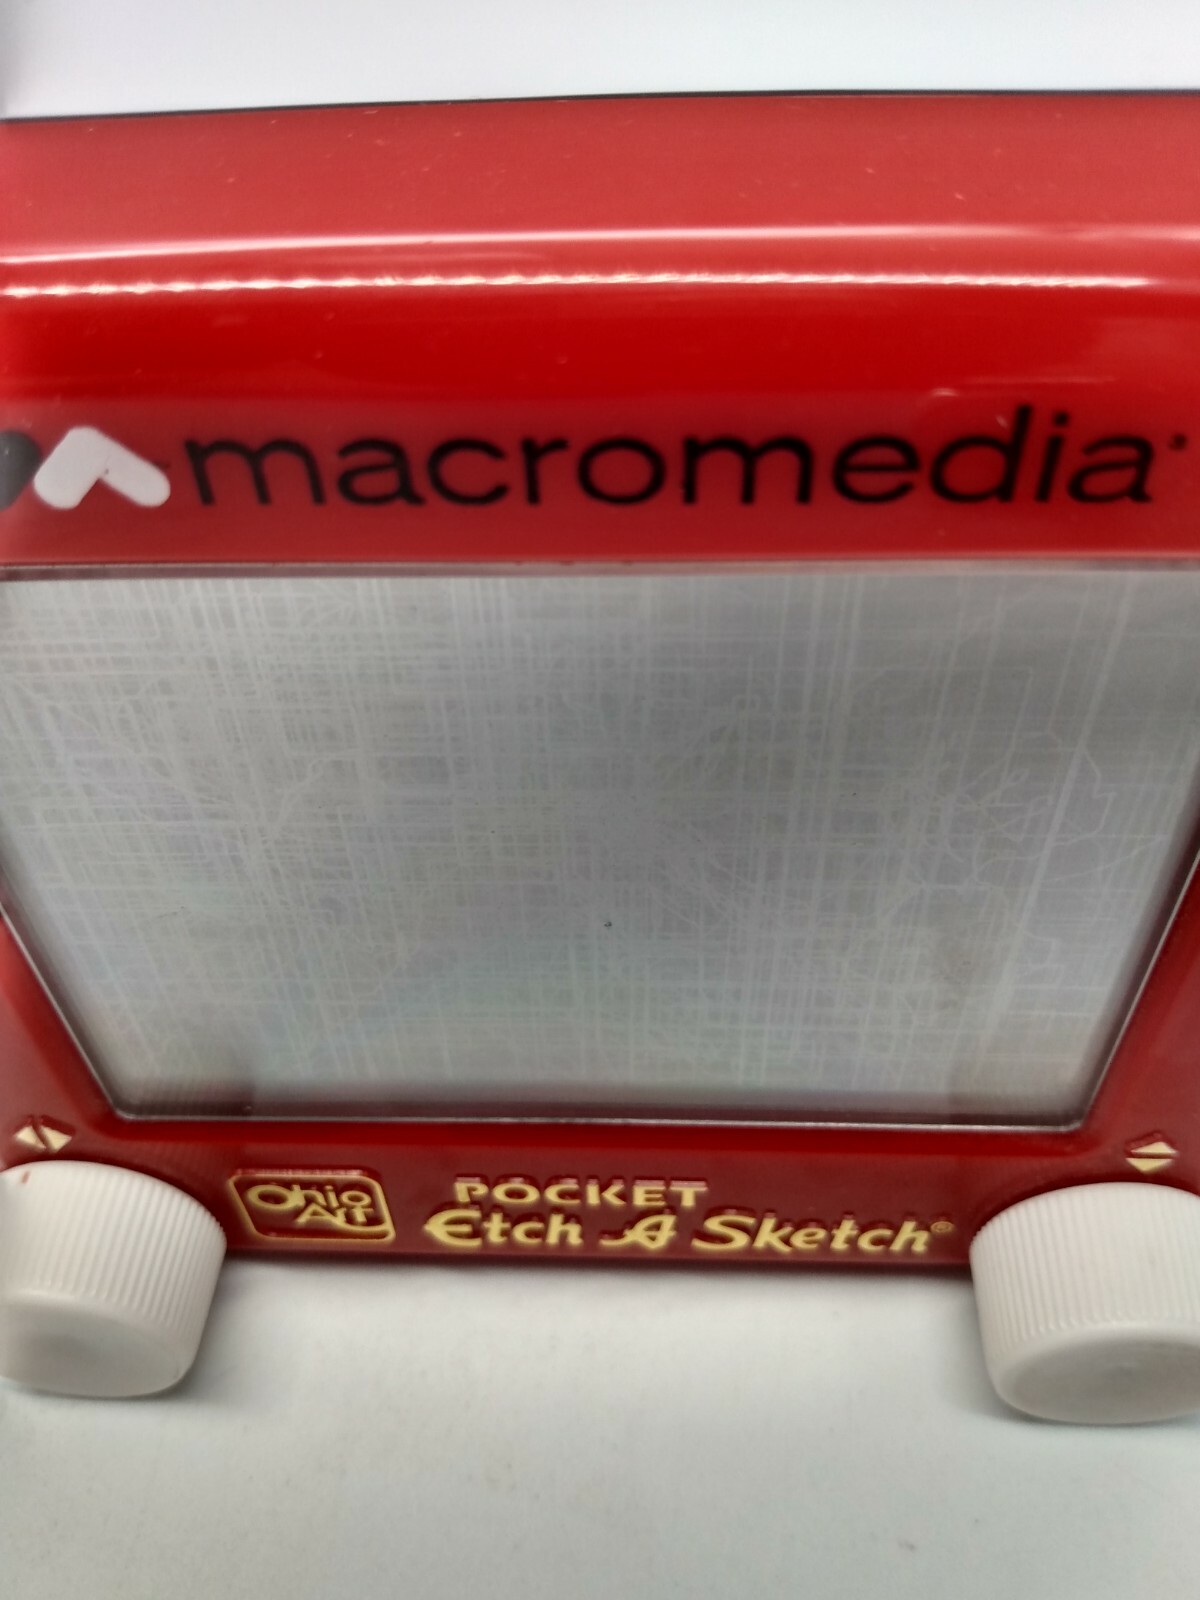 macromedia
Ohio
Art
POCKET
Etch A Sketch®